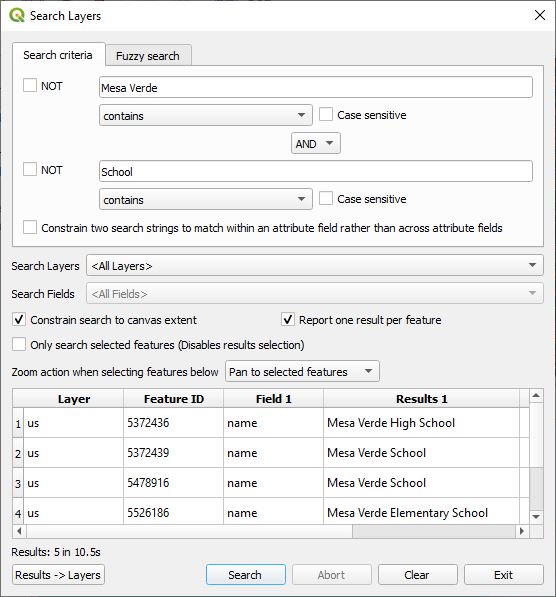 Search Layers
Search criteria
Fuzzy search
NOT
Mesa Verde
contains
Case sensitive
AND
NOT
School
contains
Case sensitive
Constrain two search strings to match within an attribute field rather than across attribute fields
Search Layers <All Layers>
Search Fields <All Fields>
Constrain search to canvas extent
Report one result per feature
Only search selected features (Disables results selection)
Zoom action when selecting features below Pan to selected features
Layer Feature ID Field 1 Results 1
1 us 5372436 name Mesa Verde High School
2 us 5372439 name Mesa Verde School
3 us 5478916 name Mesa Verde School
4 us 5526186 name Mesa Verde Elementary School
Results: 5 in 10.5s
Results -> Layers Search Abort Clear Exit